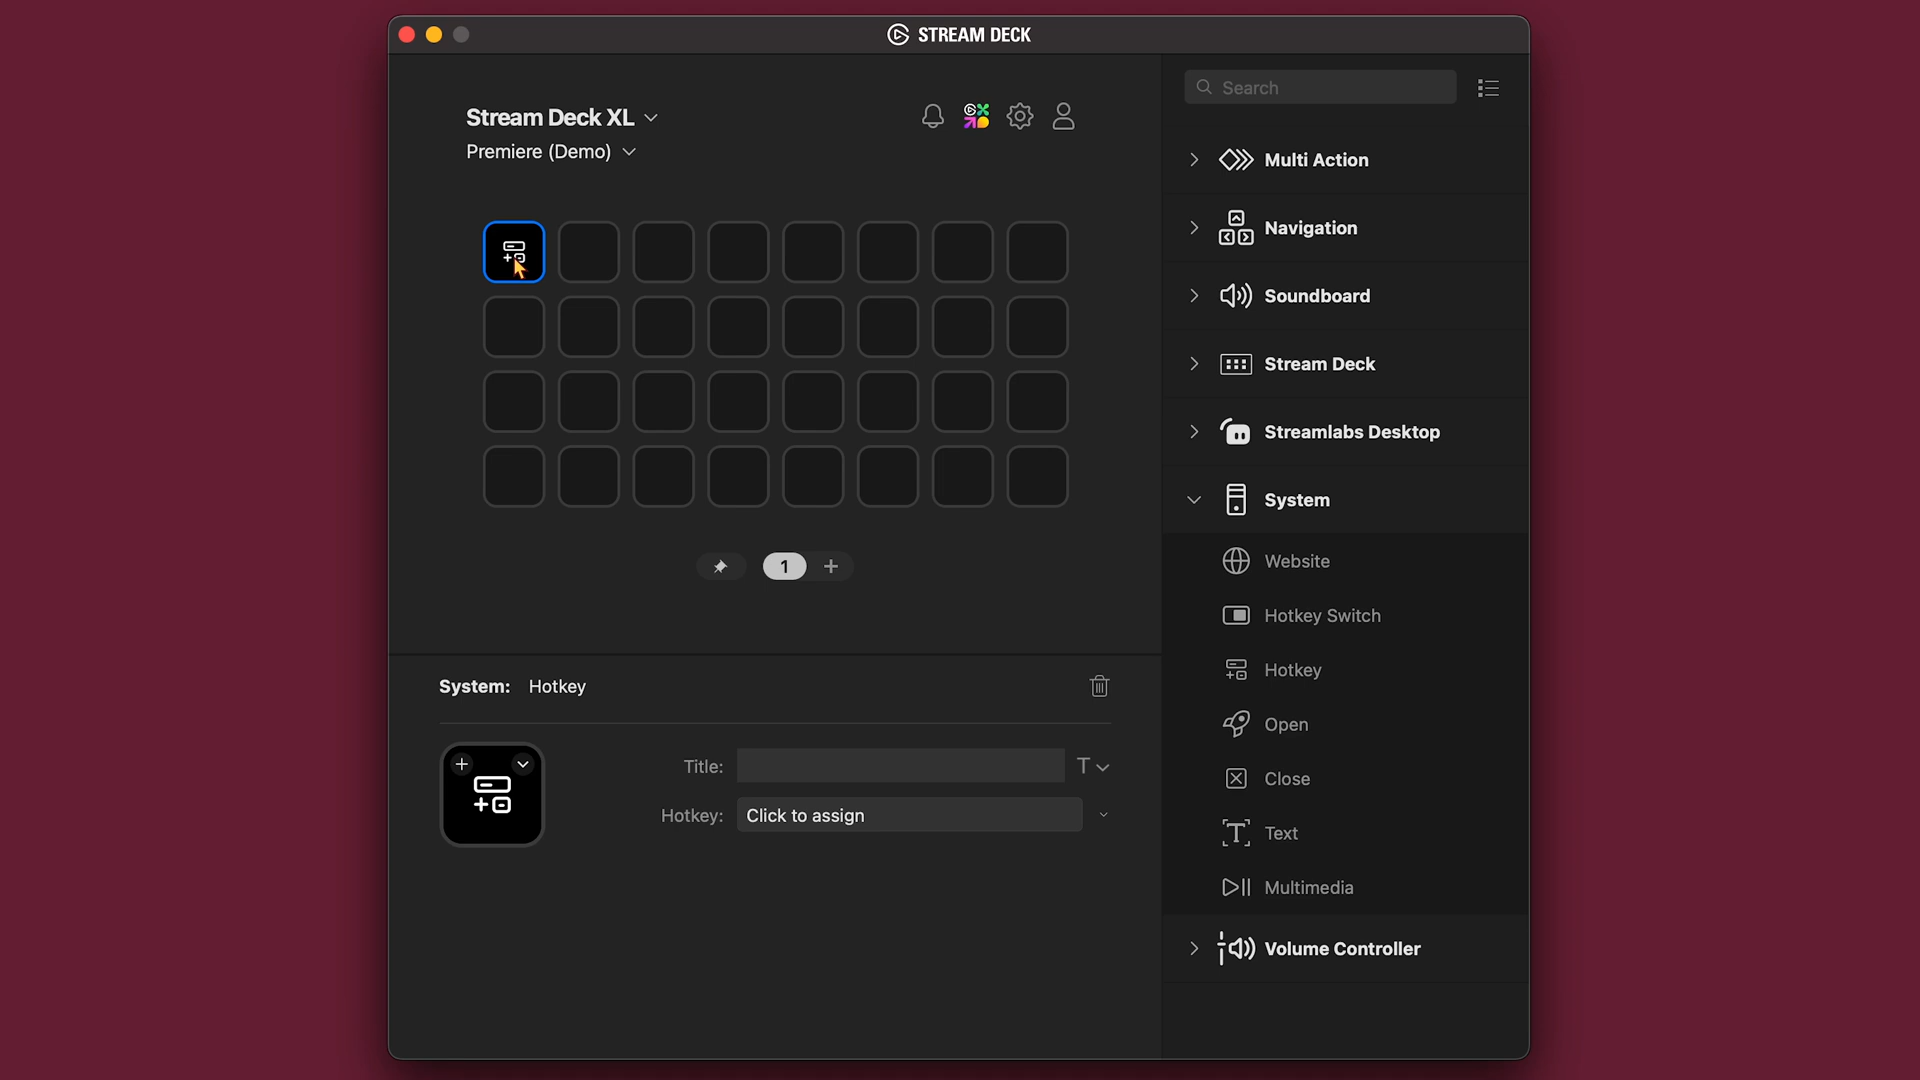 STREAM DECK
Stream Deck XL
Premiere (Demo)
1
System: Hotkey
Title:
T
Hotkey: Click to assign
Search
Multi Action
Navigation
Soundboard
Stream Deck
Streamlabs Desktop
System
Website
Hotkey Switch
Hotkey
Open
Close
Text
Multimedia
Volume Controller